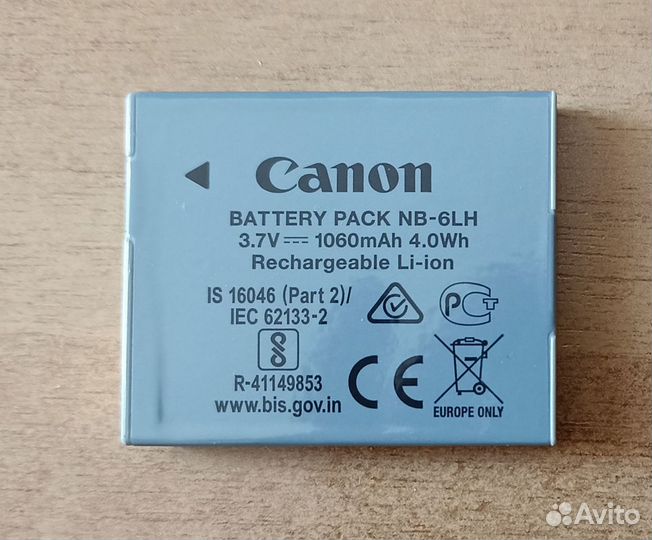 Canon
BATTERY PACK NB-6LH
3.7V 1060mAh 4.0Wh
Rechargeable Li-ion
IS 16046 (Part 2)/
IEC 62133-2
R-41149853
www.bis.gov.in
PCT
CE
EUROPE ONLY
Avito